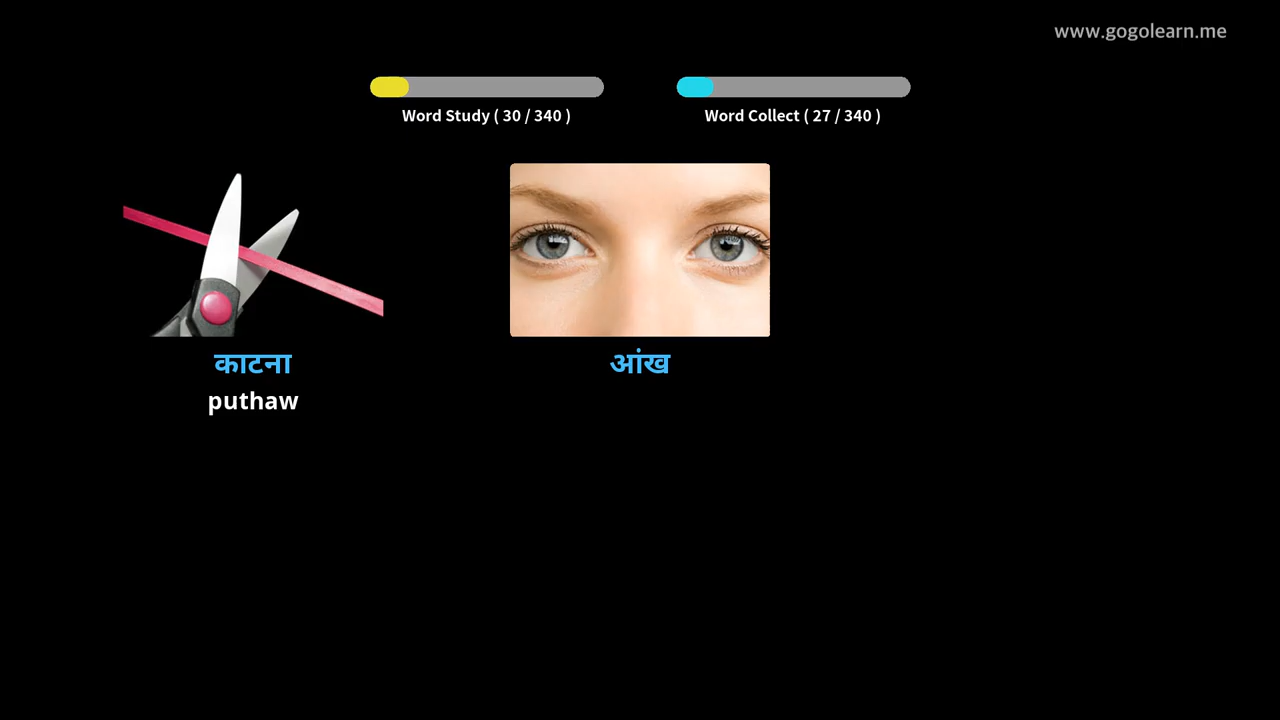 www.gogolearn.me
Word Study ( 30 / 340 )
Word Collect ( 27 / 340 )
काटना
puthaw
आंख